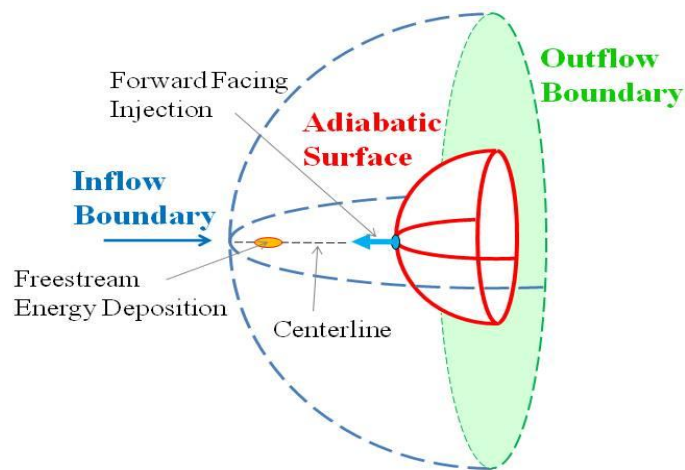 Forward Facing
Injection
Outflow
Boundary
Adiabatic
Surface
Inflow
Boundary
Freestream
Energy Deposition
Centerline